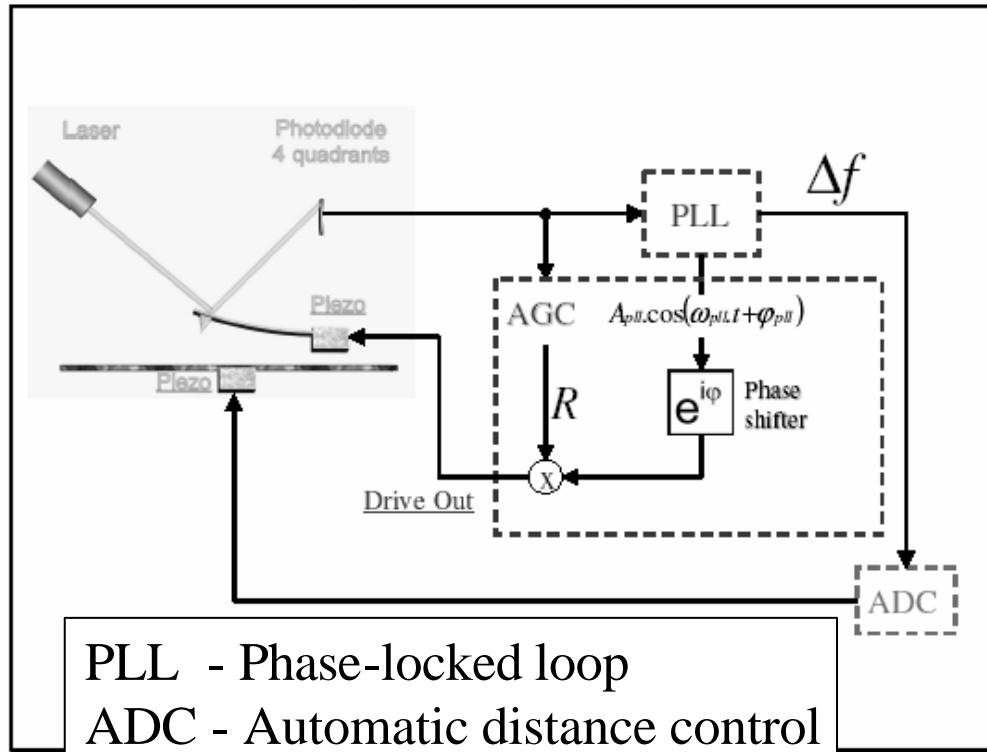 Laser
Photodiode
4 quadrants
PLL
Δf
Piezo
AGC
A_pll.cos(ω_pll.t+φ_pll)
Piezo
R
e^iφ
Phase
shifter
X
Drive Out
ADC
PLL - Phase-locked loop
ADC - Automatic distance control